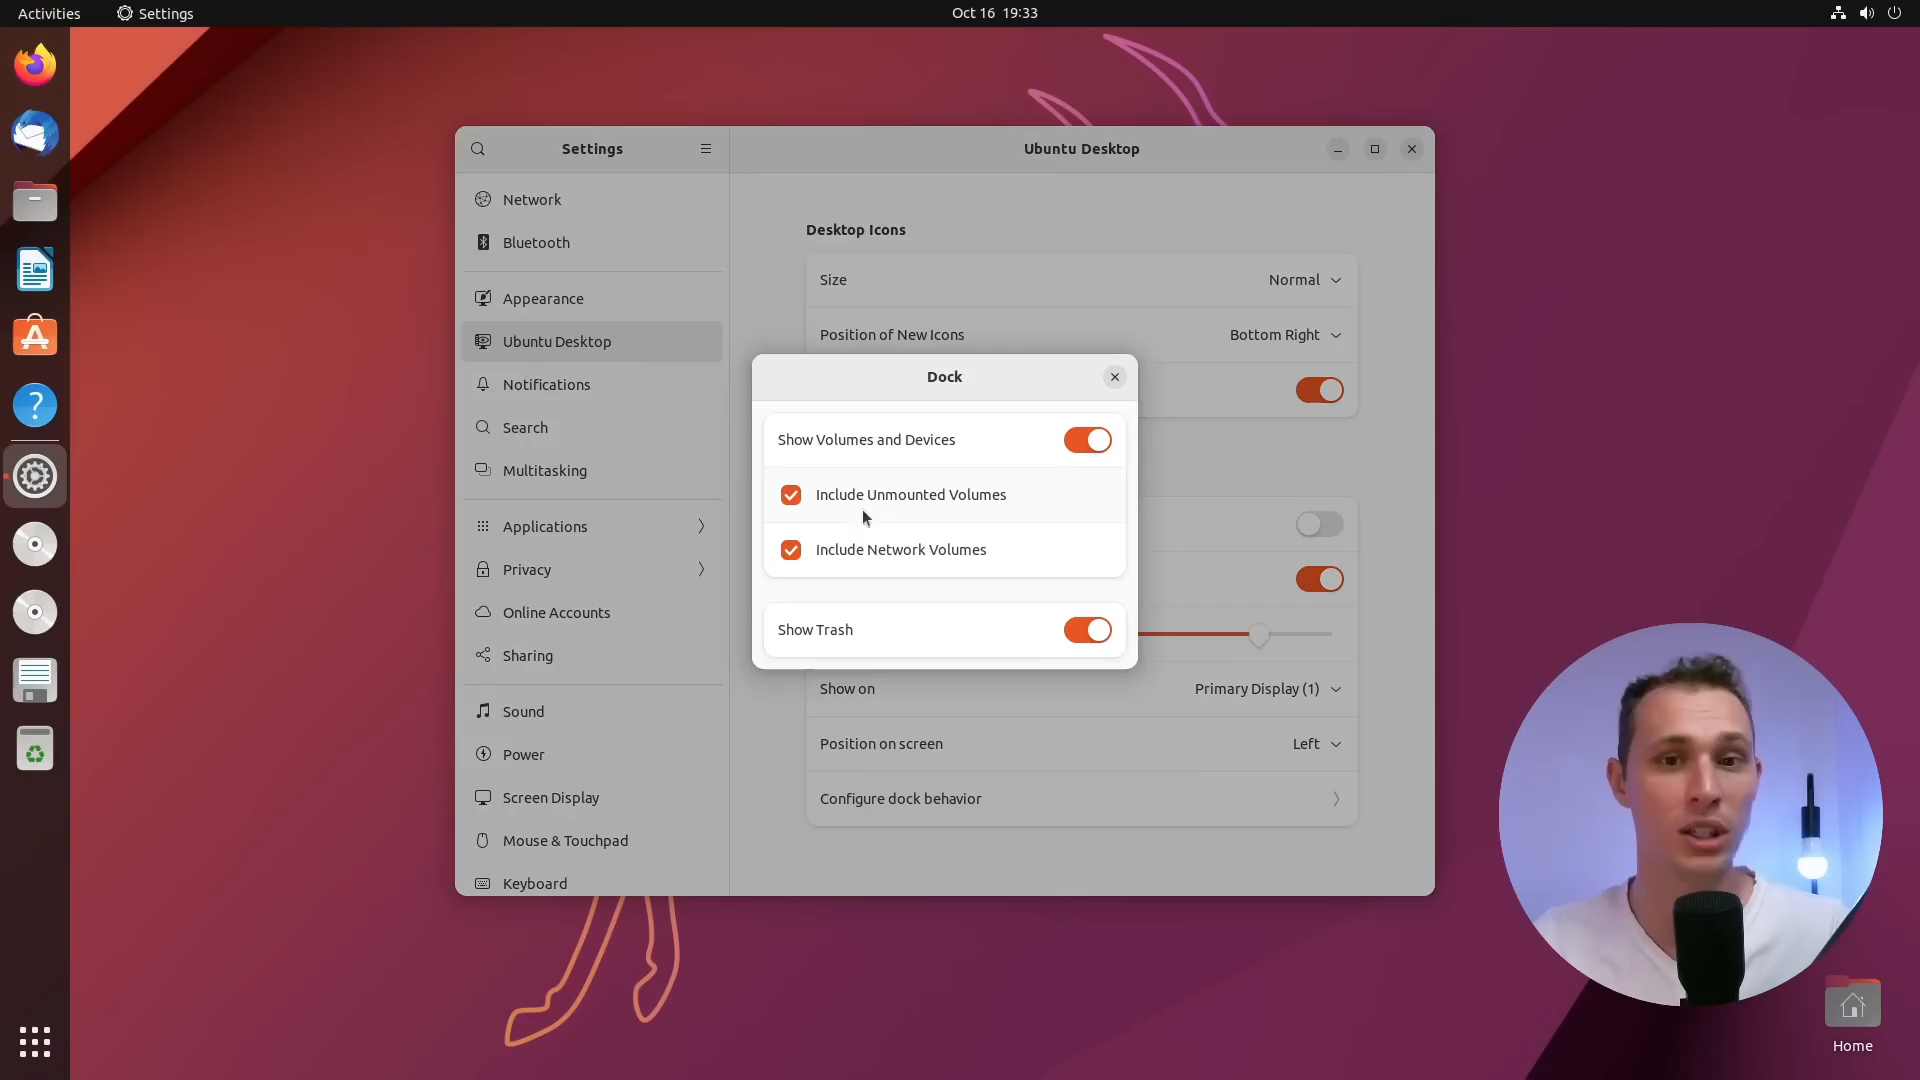 Activities
Settings
Oct 16 19:33
Settings
Ubuntu Desktop
Network
Bluetooth
Appearance
Ubuntu Desktop
Notifications
Search
Multitasking
Applications
Privacy
Online Accounts
Sharing
Sound
Power
Screen Display
Mouse & Touchpad
Keyboard
Desktop Icons
Size
Normal
Position of New Icons
Bottom Right
Dock
Show Volumes and Devices
Include Unmounted Volumes
Include Network Volumes
Show Trash
Show on
Primary Display (1)
Position on screen
Left
Configure dock behavior
Home